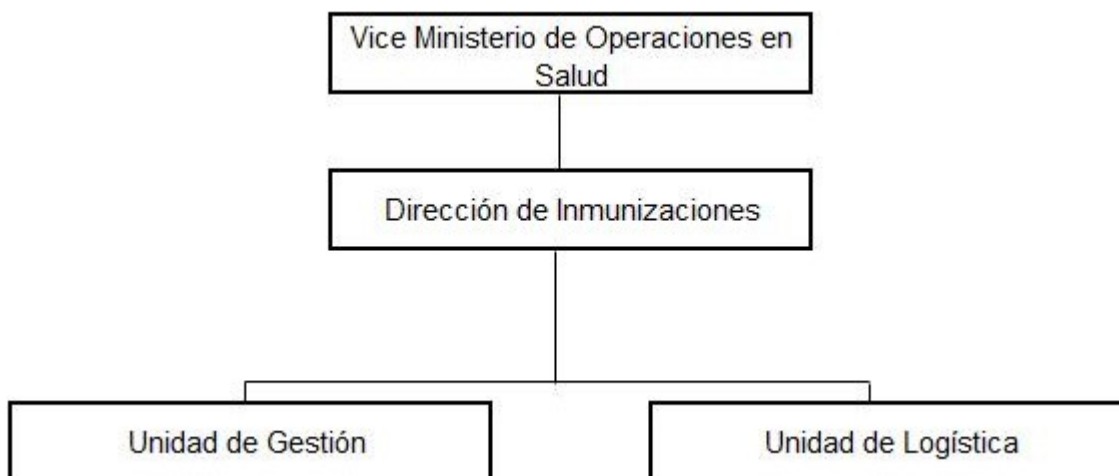 Vice Ministerio de Operaciones en
Salud
Dirección de Inmunizaciones
Unidad de Gestión
Unidad de Logística